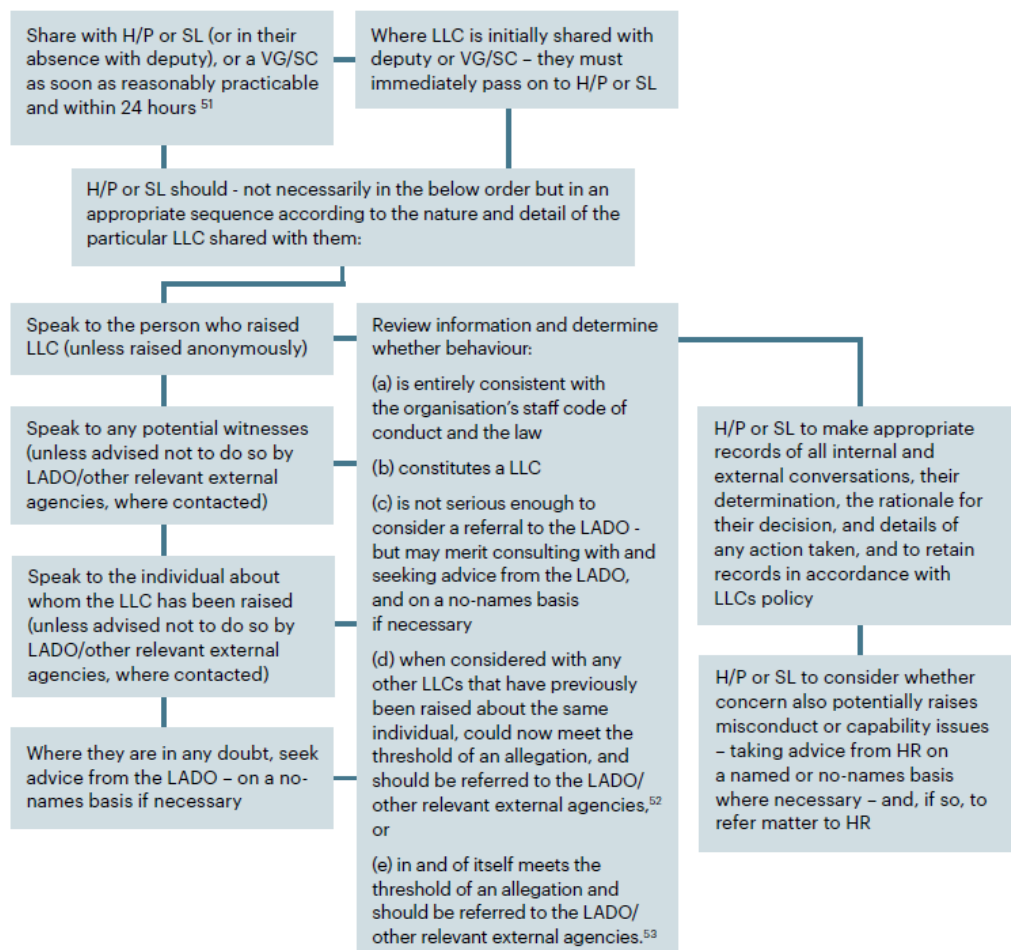 Share with H/P or SL (or in their
absence with deputy), or a VG/SC
as soon as reasonably practicable
and within 24 hours 51
Where LLC is initially shared with
deputy or VG/SC – they must
immediately pass on to H/P or SL
H/P or SL should - not necessarily in the below order but in an
appropriate sequence according to the nature and detail of the
particular LLC shared with them:
Speak to the person who raised
LLC (unless raised anonymously)
Speak to any potential witnesses
(unless advised not to do so by
LADO/other relevant external
agencies, where contacted)
Speak to the individual about
whom the LLC has been raised
(unless advised not to do so by
LADO/other relevant external
agencies, where contacted)
Where they are in any doubt, seek
advice from the LADO – on a no-
names basis if necessary
Review information and determine
whether behaviour:
(a) is entirely consistent with
the organisation’s staff code of
conduct and the law
(b) constitutes a LLC
(c) is not serious enough to
consider a referral to the LADO -
but may merit consulting with and
seeking advice from the LADO,
and on a no-names basis
if necessary
(d) when considered with any
other LLCs that have previously
been raised about the same
individual, could now meet the
threshold of an allegation, and
should be referred to the LADO/
other relevant external agencies,52
or
(e) in and of itself meets the
threshold of an allegation and
should be referred to the LADO/
other relevant external agencies.53
H/P or SL to make appropriate
records of all internal and
external conversations, their
determination, the rationale for
their decision, and details of
any action taken, and to retain
records in accordance with
LLCs policy
H/P or SL to consider whether
concern also potentially raises
misconduct or capability issues
– taking advice from HR on
a named or no-names basis
where necessary – and, if so, to
refer matter to HR